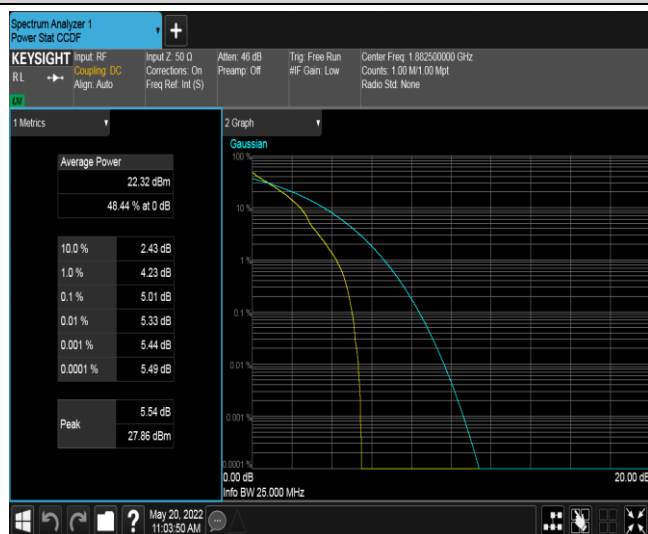 Spectrum Analyzer 1
Power Stat CCDF
+
KEYSIGHT
RL
LXI
Input: RF
Coupling: DC
Align: Auto
Input Z: 50 Ω
Corrections: On
Freq Ref: Int (S)
Atten: 46 dB
Preamp: Off
Trig: Free Run
#IF Gain: Low
Center Freq: 1.882500000 GHz
Counts: 1.00 M/1.00 Mpt
Radio Std: None
1 Metrics
Average Power
22.32 dBm
48.44 % at 0 dB
10.0 % 2.43 dB
1.0 % 4.23 dB
0.1 % 5.01 dB
0.01 % 5.33 dB
0.001 % 5.44 dB
0.0001 % 5.49 dB
Peak
5.54 dB
27.86 dBm
2 Graph
Gaussian
100 %
10 %
1 %
0.1 %
0.01 %
0.001 %
0.0001 %
0.00 dB 20.00 dB
Info BW 25.000 MHz
?
May 20, 2022
11:03:50 AM